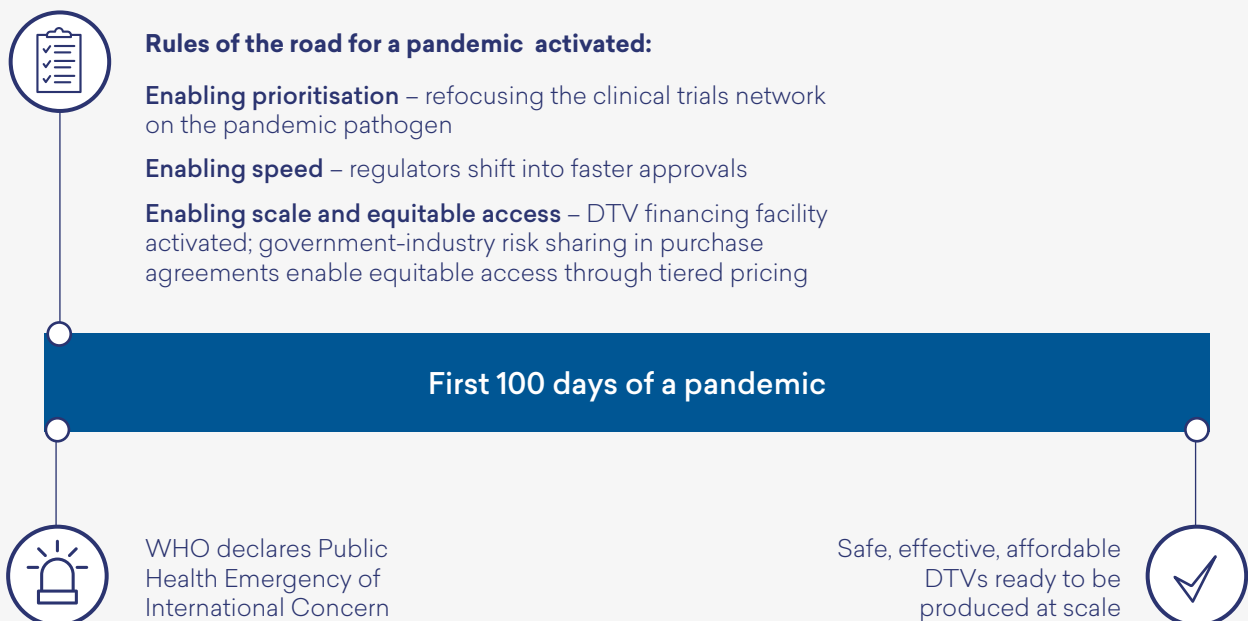 Rules of the road for a pandemic activated:
Enabling prioritisation – refocusing the clinical trials network
on the pandemic pathogen
Enabling speed – regulators shift into faster approvals
Enabling scale and equitable access – DTV financing facility
activated; government-industry risk sharing in purchase
agreements enable equitable access through tiered pricing
First 100 days of a pandemic
WHO declares Public
Health Emergency of
International Concern
Safe, effective, affordable
DTVs ready to be
produced at scale